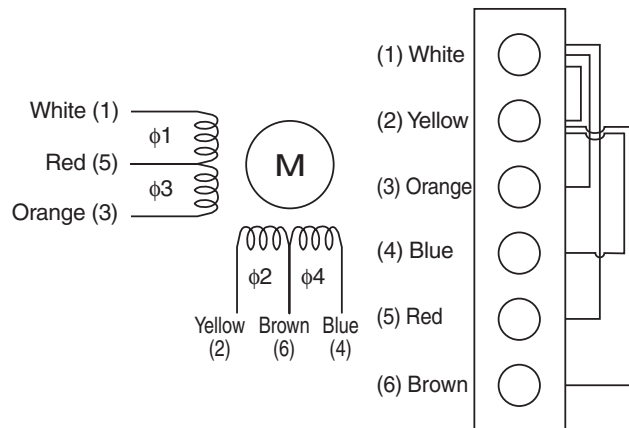 White (1)
ϕ1
Red (5)
ϕ3
Orange (3)
M
ϕ2
ϕ4
Yellow (2)
Brown (6)
Blue (4)
(1) White
(2) Yellow
(3) Orange
(4) Blue
(5) Red
(6) Brown